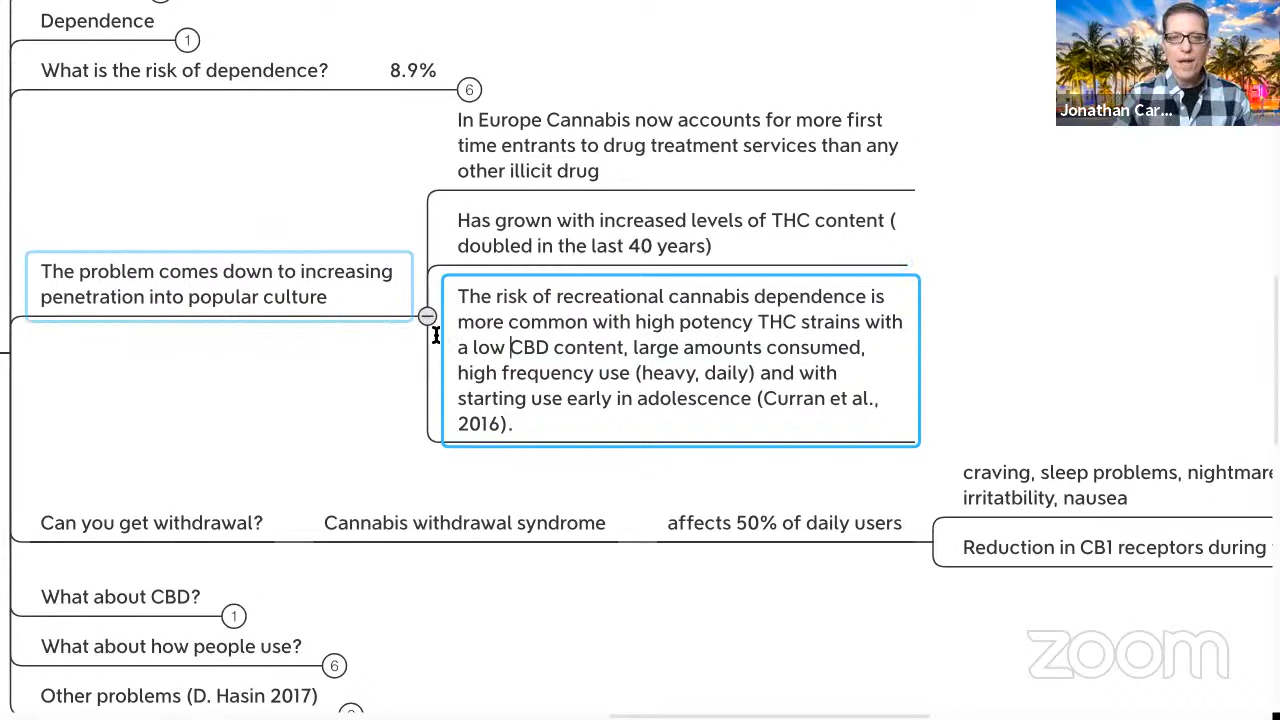 Dependence
1
What is the risk of dependence? 8.9%
6
In Europe Cannabis now accounts for more first
time entrants to drug treatment services than any
other illicit drug
Has grown with increased levels of THC content (
doubled in the last 40 years)
The problem comes down to increasing
penetration into popular culture
The risk of recreational cannabis dependence is
more common with high potency THC strains with
a low CBD content, large amounts consumed,
high frequency use (heavy, daily) and with
starting use early in adolescence (Curran et al.,
2016).
Can you get withdrawal? Cannabis withdrawal syndrome affects 50% of daily users
craving, sleep problems, nightmare
irritatbility, nausea
Reduction in CB1 receptors during
What about CBD?
1
What about how people use?
6
Other problems (D. Hasin 2017)
Jonathan Car...
zoom